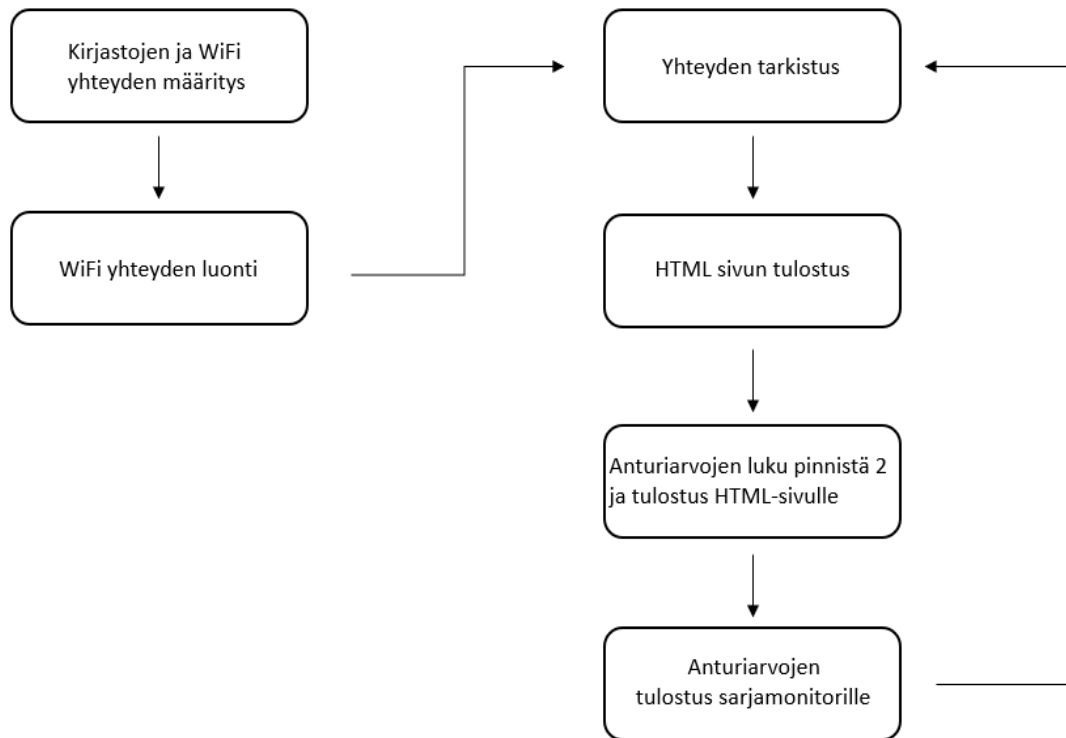 Kirjastojen ja WiFi
yhteyden määritys
WiFi yhteyden luonti
Yhteyden tarkistus
HTML sivun tulostus
Anturiarvojen luku pinnistä 2
ja tulostus HTML-sivulle
Anturiarvojen
tulostus sarjamonitorille